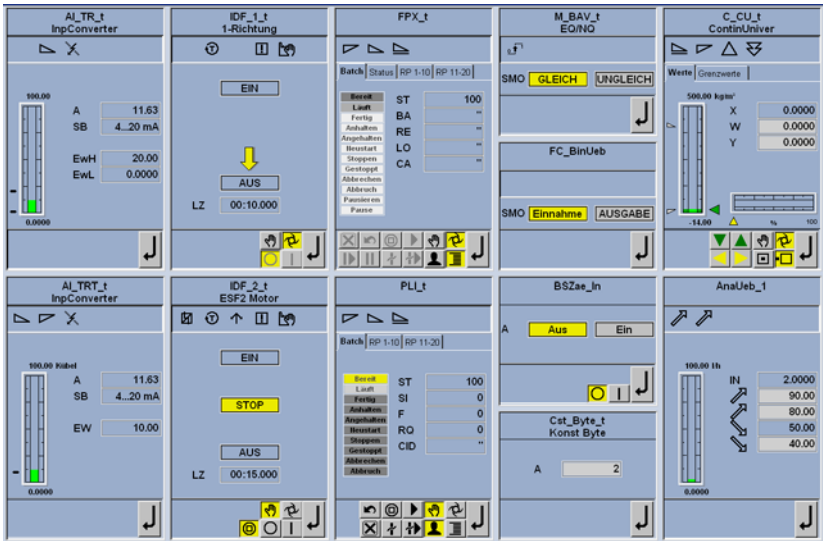 AI_TR_t
InpConverter
100.00
A 11.63
SB 4...20 mA
EwH 20.00
EwL 0.0000
0.0000
IDF_1_t
1-Richtung
EIN
AUS
LZ 00:10.000
FPX_t
Batch Status RP 1-10 RP 11-20
Bereit
Läuft
Fertig
Anhalten
Angehalten
Neustart
Stoppen
Gestoppt
Abbrechen
Abbruch
Pausieren
Pause
ST 100
BA "
RE "
LO "
CA "
M_BAV_t
EQ/NQ
SMO GLEICH UNGLEICH
FC_BinUeb
SMO Einnahme AUSGABE
C_CU_t
ContinUniver
Werte Grenzwerte
500.00 kg/m³
X 0.0000
W 0.0000
Y 0.0000
-14.00 % 100
AI_TRT_t
InpConverter
100.00 Kübel
A 11.63
SB 4...20 mA
EW 10.00
0.0000
IDF_2_t
ESF2 Motor
EIN
STOP
AUS
LZ 00:15.000
PLI_t
Batch RP 1-10 RP 11-20
Bereit
Läuft
Fertig
Anhalten
Angehalten
Neustart
Stoppen
Gestoppt
Abbrechen
Abbruch
ST 100
SI 0
F 0
RQ 0
CID "
BSZae_In
A Aus Ein
Cst_Byte_t
Konst Byte
A 2
AnaUeb_1
100.00 l/h
IN 2.0000
90.00
80.00
50.00
40.00
0.0000